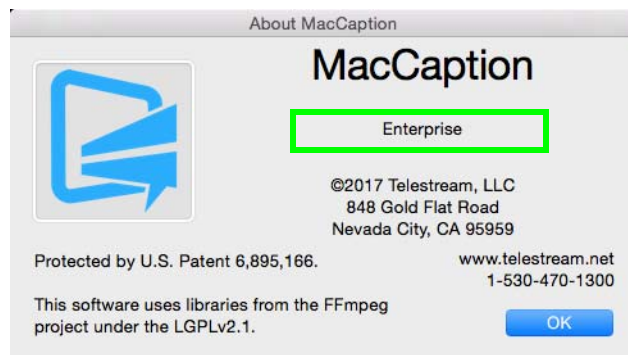 About MacCaption
MacCaption
Enterprise
©2017 Telestream, LLC
848 Gold Flat Road
Nevada City, CA 95959
Protected by U.S. Patent 6,895,166.
www.telestream.net
1-530-470-1300
This software uses libraries from the FFmpeg
project under the LGPLv2.1.
OK